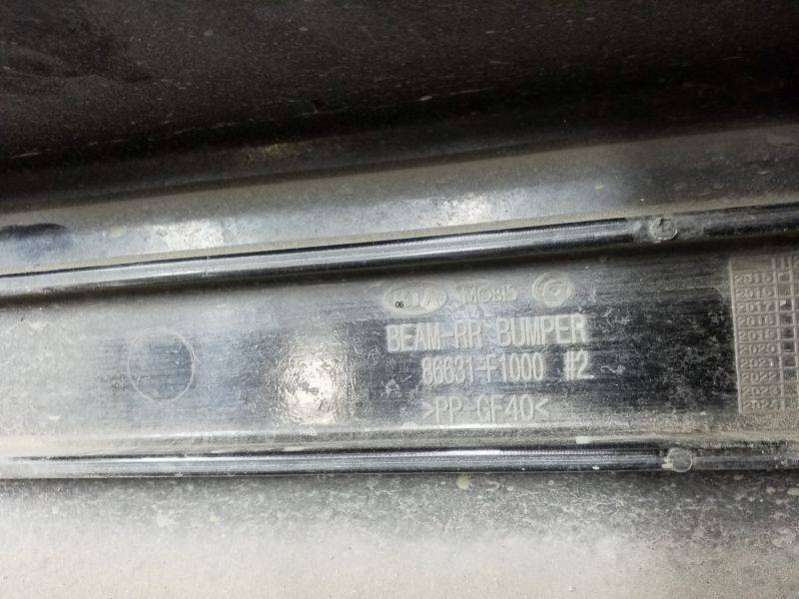 KIA MOBIS
BEAM-RR BUMPER
86631-F1000 #2
>PP-GF40<